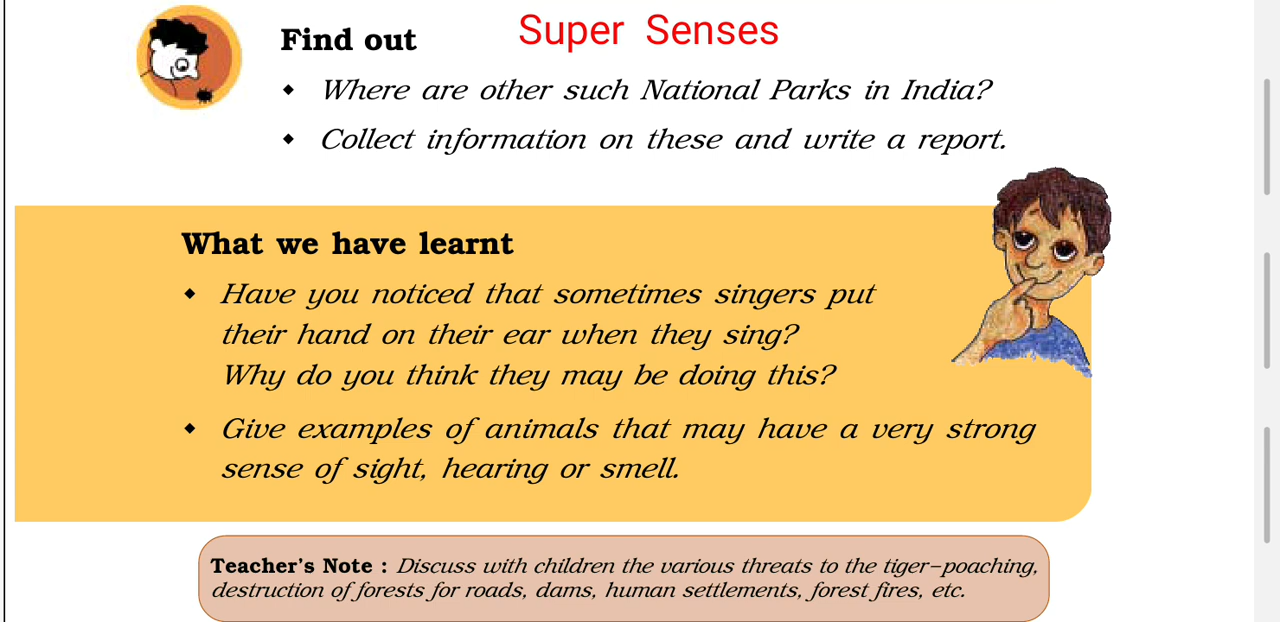 Find out
Super Senses
◆ Where are other such National Parks in India?
◆ Collect information on these and write a report.
What we have learnt
◆ Have you noticed that sometimes singers put
their hand on their ear when they sing?
Why do you think they may be doing this?
◆ Give examples of animals that may have a very strong
sense of sight, hearing or smell.
Teacher's Note : Discuss with children the various threats to the tiger–poaching,
destruction of forests for roads, dams, human settlements, forest fires, etc.